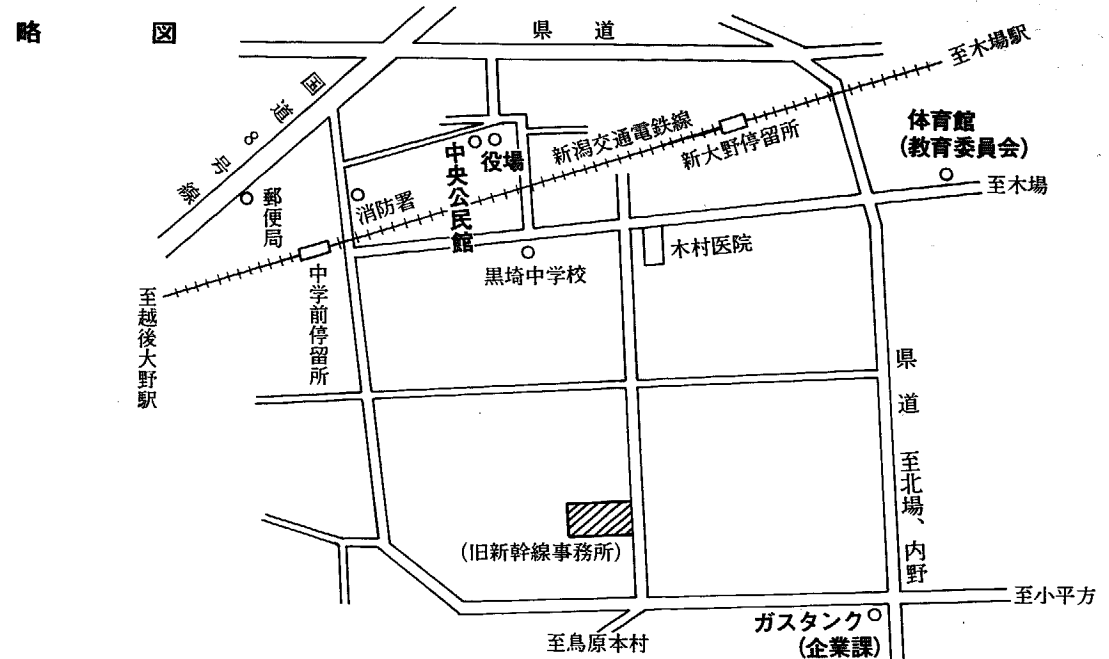 略図
県道
国道8号線
至木場駅
新潟交通電鉄線
新大野停留所
体育館
(教育委員会)
至木場
役場
中央公民館
消防署
郵便局
中学前停留所
至越後大野駅
黒埼中学校
木村医院
県道
至北場、内野
(旧新幹線事務所)
至小平方
ガスタンク
(企業課)
至鳥原本村